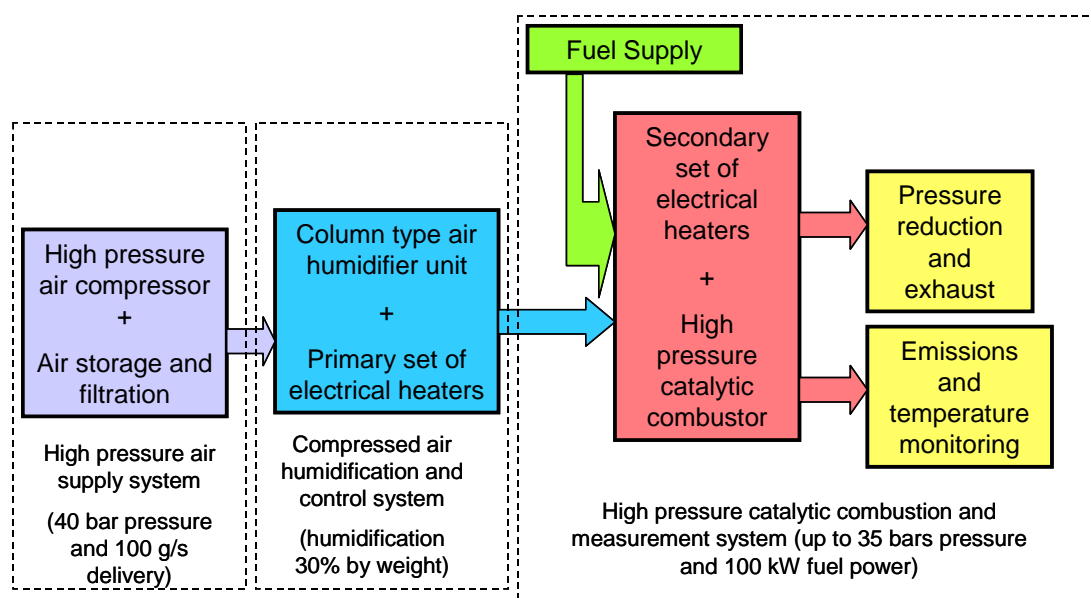 Fuel Supply
High pressure
air compressor
+
Air storage and
filtration
High pressure air
supply system
(40 bar pressure
and 100 g/s
delivery)
Column type air
humidifier unit
+
Primary set of
electrical heaters
Compressed air
humidification and
control system
(humidification
30% by weight)
Secondary
set of
electrical
heaters
+
High
pressure
catalytic
combustor
Pressure
reduction
and
exhaust
Emissions
and
temperature
monitoring
High pressure catalytic combustion and
measurement system (up to 35 bars pressure
and 100 kW fuel power)